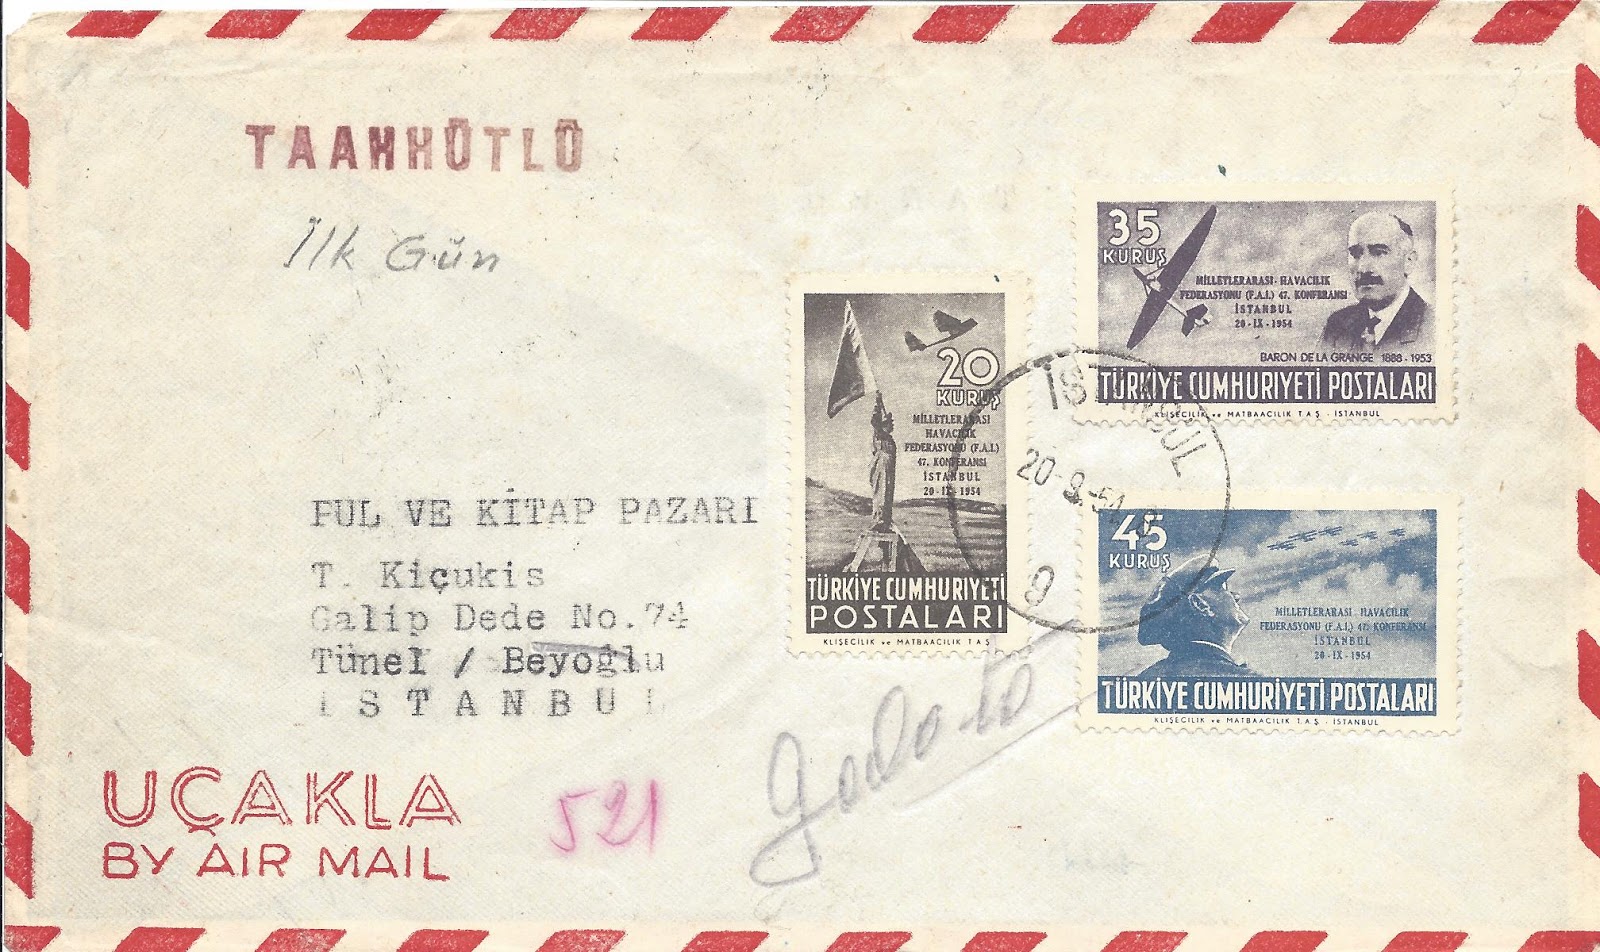 TAAHHÜTLÜ
İlk Gün
PUL VE KİTAP PAZARI
T. Kiçukis
Galip Dede No.74
Tünel / Beyoğlu
İSTANBUL
UÇAKLA
BY AIR MAIL
521
20
KURUŞ
MİLLETLERARASI
HAVACILIK
FEDERASYONU (F.A.I.)
47. KONFERANSI
İSTANBUL
20-IX-1954
TÜRKİYE CUMHURİYETİ
POSTALARI
KLİŞECİLİK ve MATBAACILIK T.A.Ş.
35
KURUŞ
MİLLETLERARASI - HAVACILIK
FEDERASYONU (F.A.I.) 47. KONFERANSI
İSTANBUL
20-IX-1954
BARON DE LA GRANGE 1888-1953
TÜRKİYE CUMHURİYETİ POSTALARI
KLİŞECİLİK ve MATBAACILIK T.A.Ş. - İSTANBUL
İSTANBUL
20-9-54
9
45
KURUŞ
MİLLETLERARASI HAVACILIK
FEDERASYONU (F.A.I.) 47. KONFERANSI
İSTANBUL
20-IX-1954
TÜRKİYE CUMHURİYETİ POSTALARI
KLİŞECİLİK ve MATBAACILIK T.A.Ş. - İSTANBUL